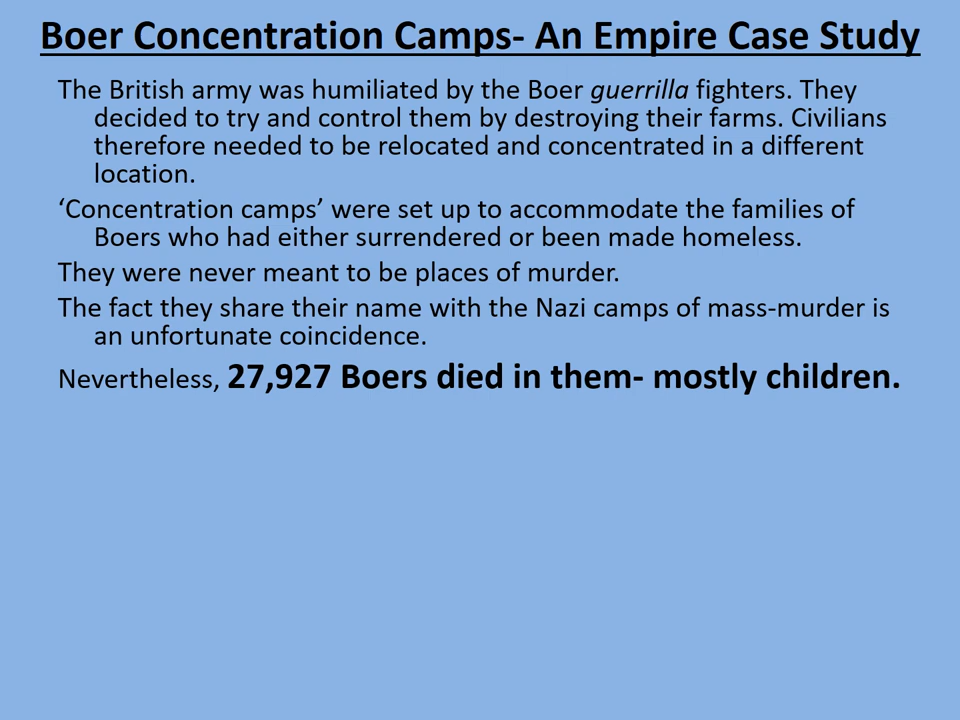 Boer Concentration Camps- An Empire Case Study
The British army was humiliated by the Boer guerrilla fighters. They
decided to try and control them by destroying their farms. Civilians
therefore needed to be relocated and concentrated in a different
location.
‘Concentration camps’ were set up to accommodate the families of
Boers who had either surrendered or been made homeless.
They were never meant to be places of murder.
The fact they share their name with the Nazi camps of mass-murder is
an unfortunate coincidence.
Nevertheless, 27,927 Boers died in them- mostly children.